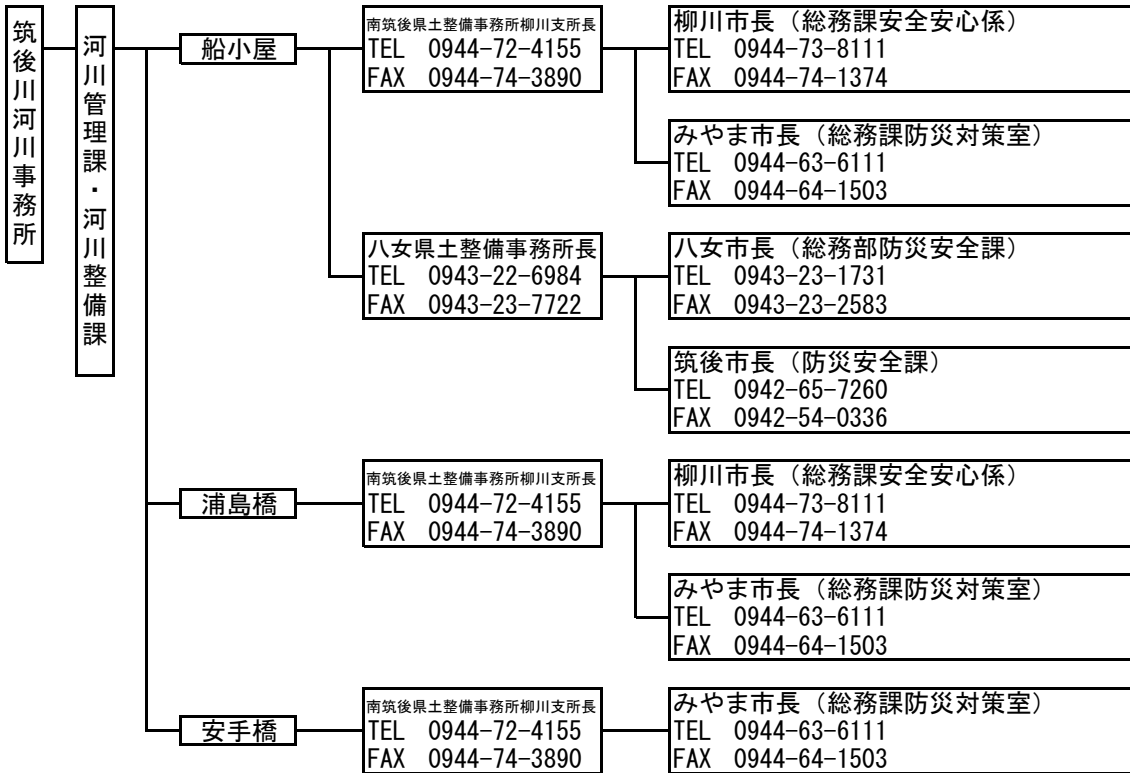 筑後川河川事務所
河川管理課・河川整備課
船小屋
南筑後県土整備事務所柳川支所長
TEL 0944-72-4155
FAX 0944-74-3890
柳川市長（総務課安全安心係）
TEL 0944-73-8111
FAX 0944-74-1374
みやま市長（総務課防災対策室）
TEL 0944-63-6111
FAX 0944-64-1503
八女県土整備事務所長
TEL 0943-22-6984
FAX 0943-23-7722
八女市長（総務部防災安全課）
TEL 0943-23-1731
FAX 0943-23-2583
筑後市長（防災安全課）
TEL 0942-65-7260
FAX 0942-54-0336
浦島橋
南筑後県土整備事務所柳川支所長
TEL 0944-72-4155
FAX 0944-74-3890
柳川市長（総務課安全安心係）
TEL 0944-73-8111
FAX 0944-74-1374
みやま市長（総務課防災対策室）
TEL 0944-63-6111
FAX 0944-64-1503
安手橋
南筑後県土整備事務所柳川支所長
TEL 0944-72-4155
FAX 0944-74-3890
みやま市長（総務課防災対策室）
TEL 0944-63-6111
FAX 0944-64-1503